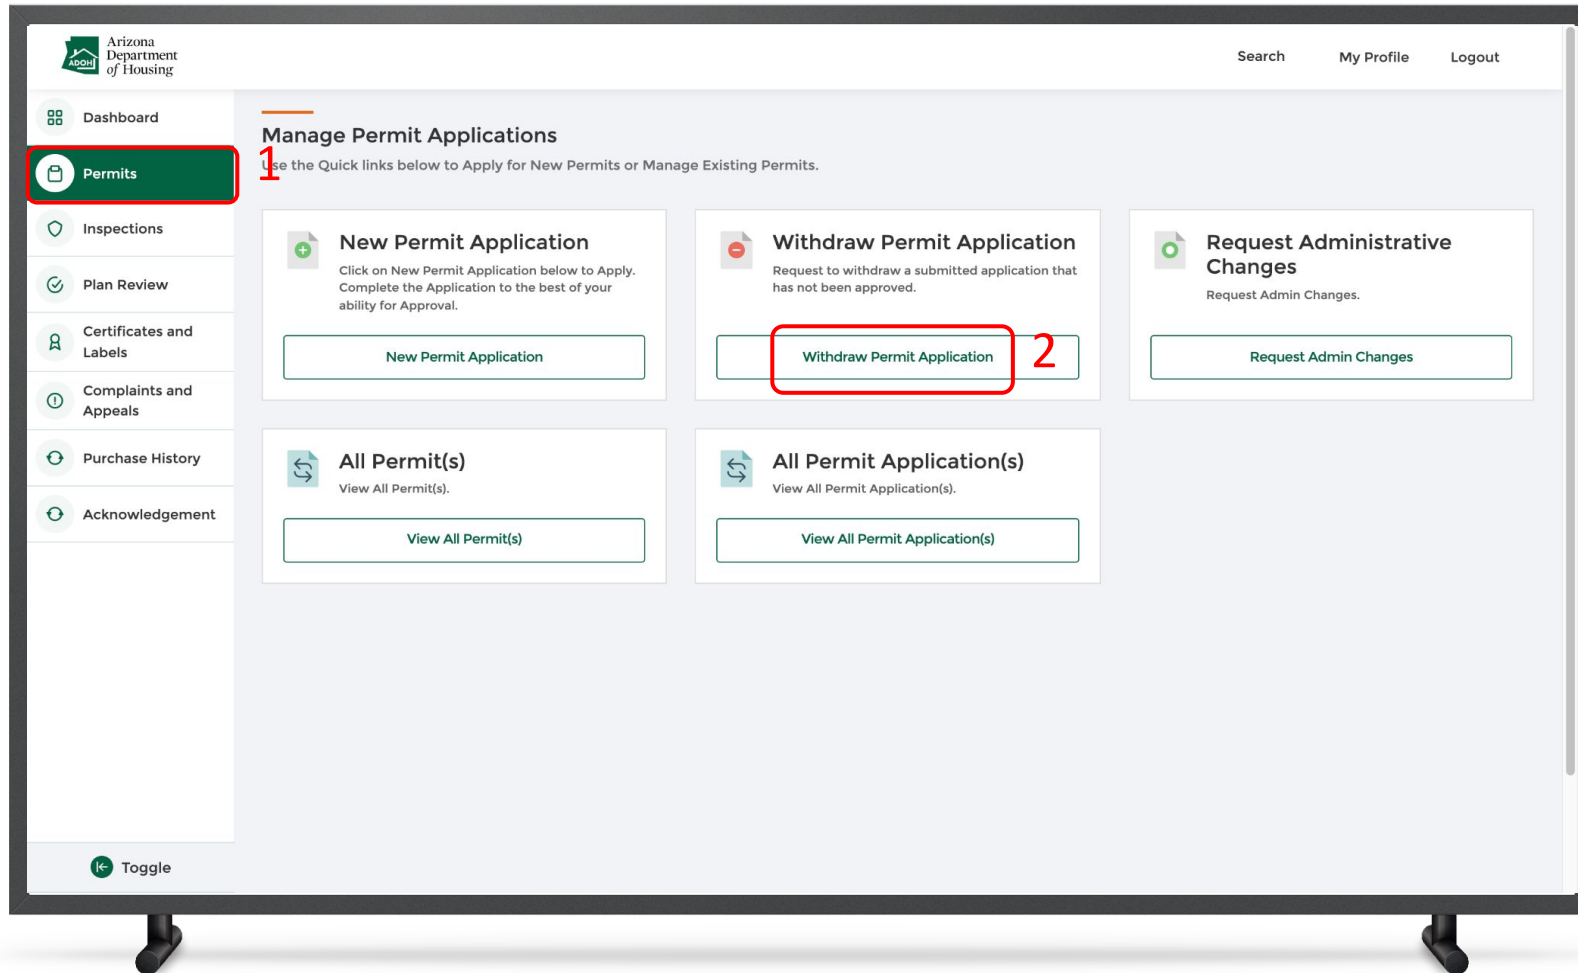 Arizona
Department
of Housing
ADOH
Search
My Profile
Logout
Dashboard
Permits
1
Inspections
Plan Review
Certificates and
Labels
Complaints and
Appeals
Purchase History
Acknowledgement
Toggle
Manage Permit Applications
Use the Quick links below to Apply for New Permits or Manage Existing Permits.
New Permit Application
Click on New Permit Application below to Apply.
Complete the Application to the best of your
ability for Approval.
New Permit Application
Withdraw Permit Application
Request to withdraw a submitted application that
has not been approved.
Withdraw Permit Application
2
Request Administrative
Changes
Request Admin Changes.
Request Admin Changes
All Permit(s)
View All Permit(s).
View All Permit(s)
All Permit Application(s)
View All Permit Application(s).
View All Permit Application(s)